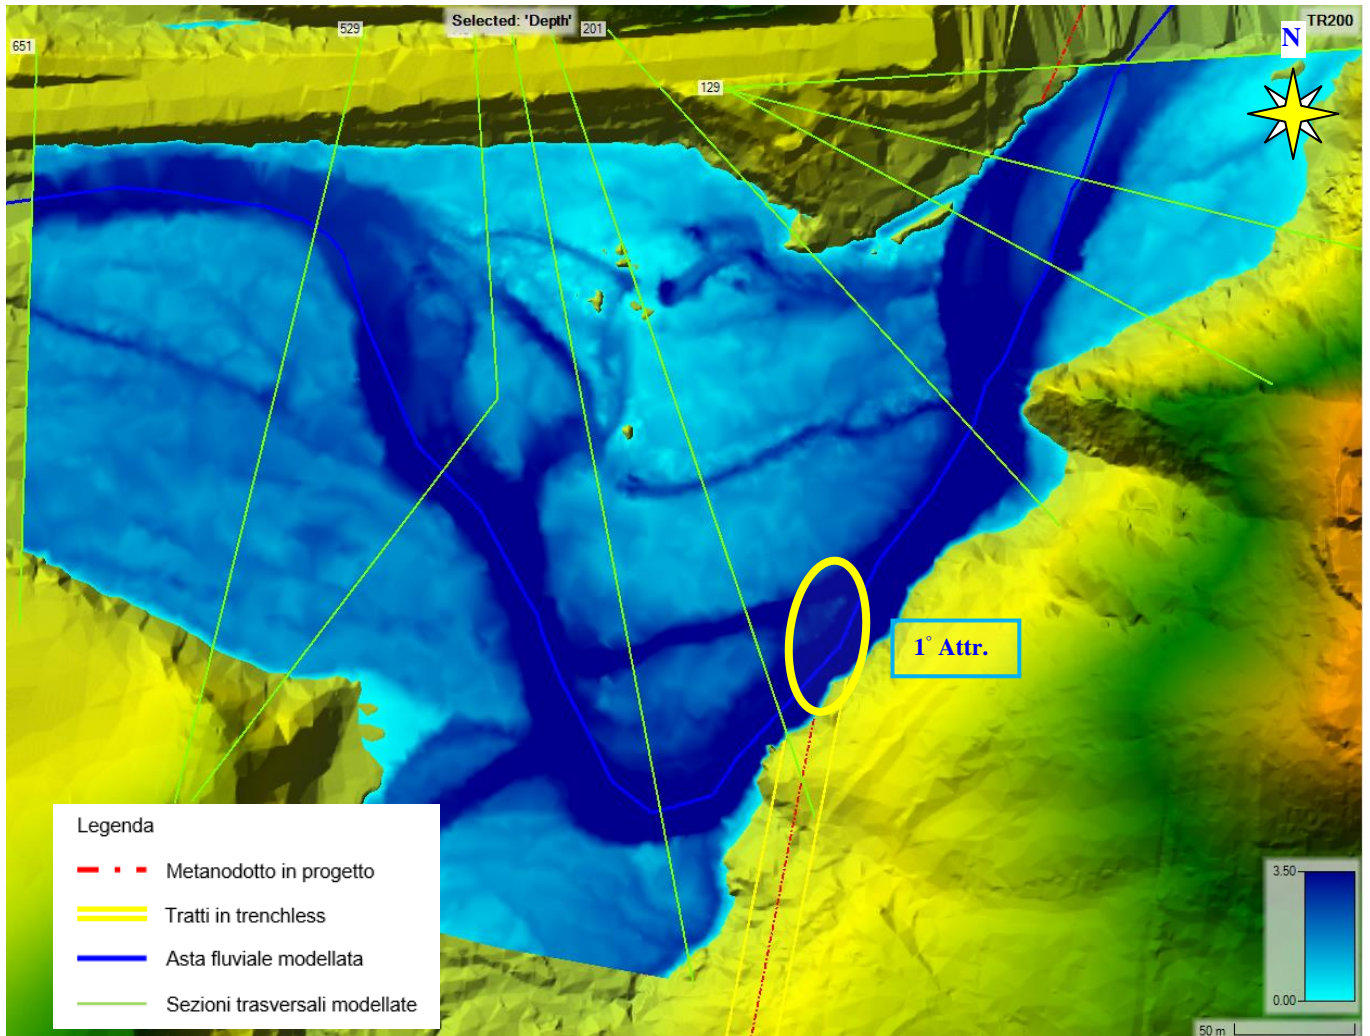 Selected: 'Depth'
TR200
651
529
201
N
129
1° Attr.
Legenda
Metanodotto in progetto
Tratti in trenchless
Asta fluviale modellata
Sezioni trasversali modellate
3.50
0.00
50 m